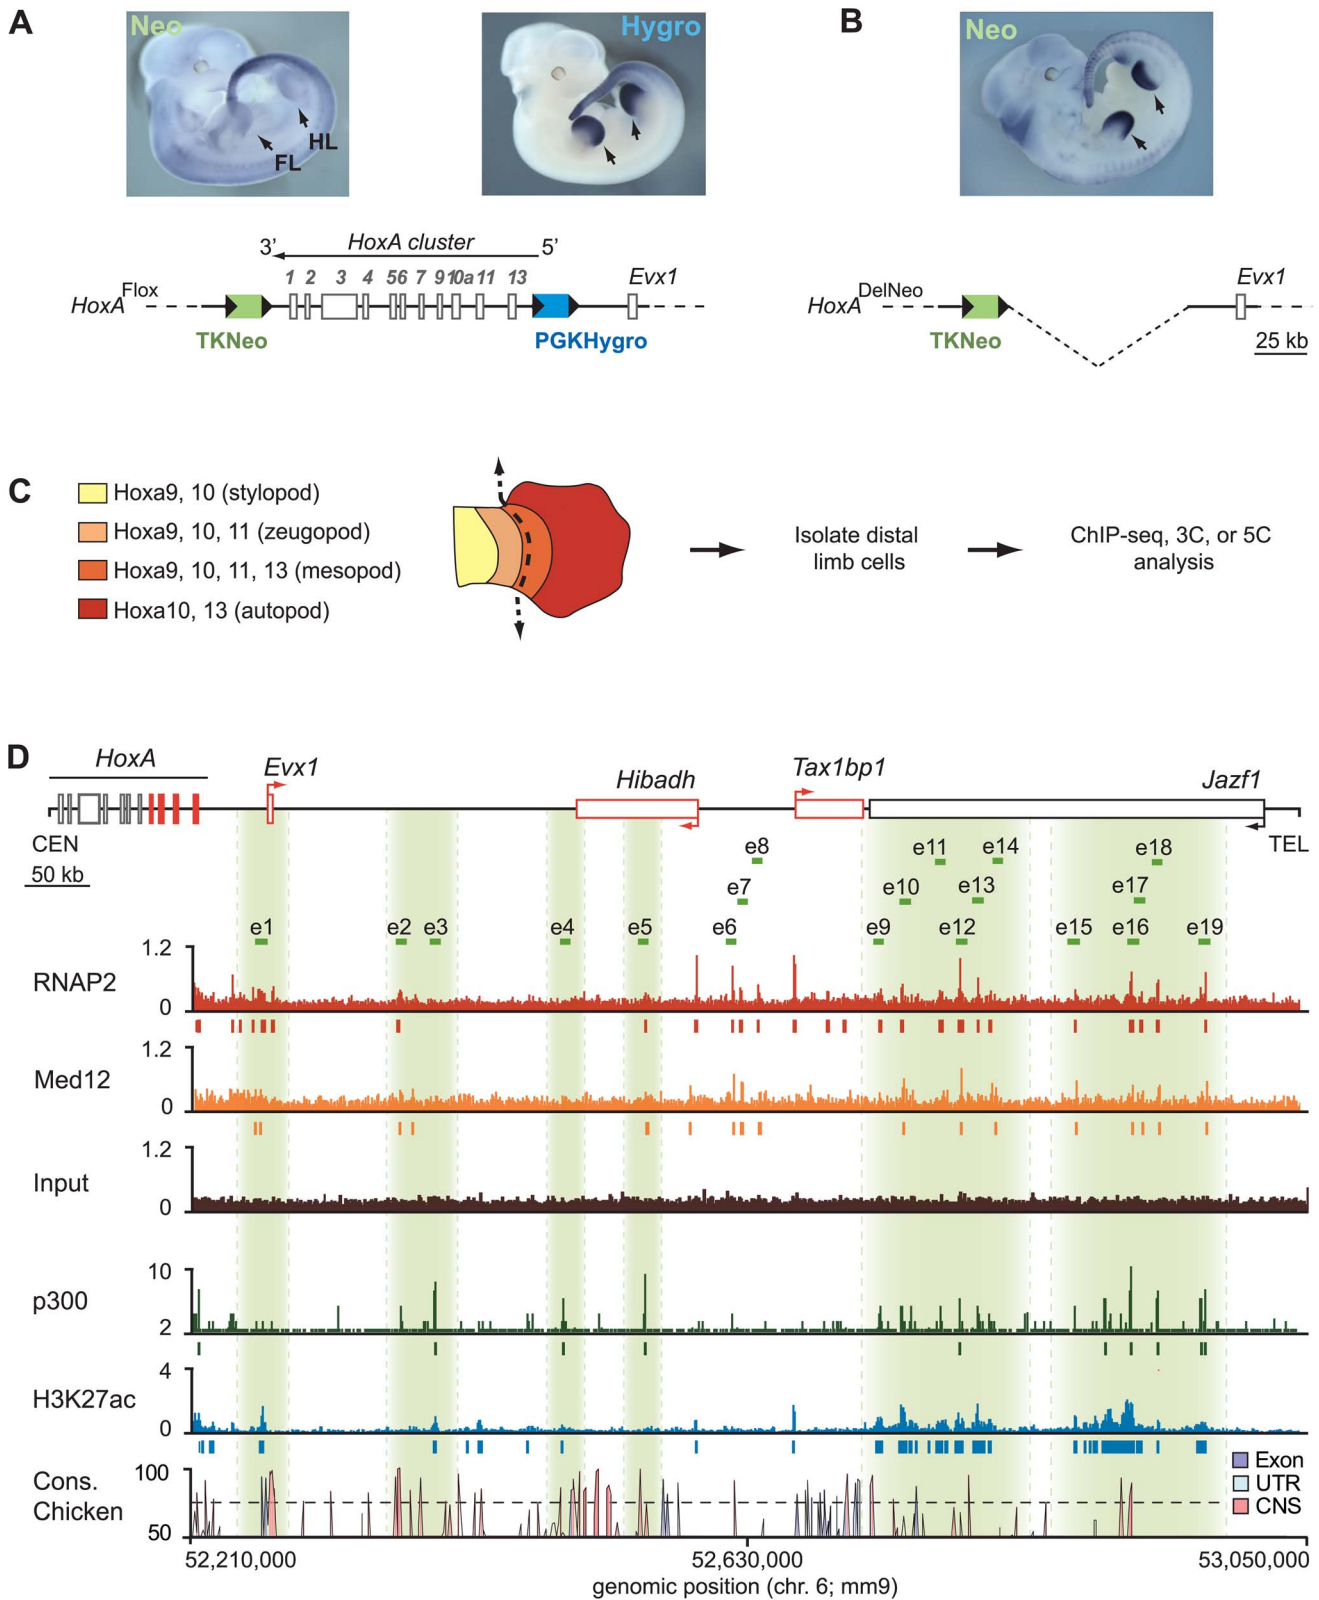 A
Neo
HL
FL
Hygro
B
Neo
3’
HoxA cluster
5’
1 2 3 4 5 6 7 9 10a 11 13
Evx1
HoxA Flox
TKNeo
PGKHygro
Evx1
HoxA DelNeo
TKNeo
25 kb
C
Hoxa9, 10 (stylopod)
Hoxa9, 10, 11 (zeugopod)
Hoxa9, 10, 11, 13 (mesopod)
Hoxa10, 13 (autopod)
Isolate distal
limb cells
ChIP-seq, 3C, or 5C
analysis
D
HoxA
Evx1
Hibadh
Tax1bp1
Jazf1
CEN
TEL
50 kb
e8
e11
e14
e18
e7
e10
e13
e17
e1
e2
e3
e4
e5
e6
e9
e12
e15
e16
e19
1.2
RNAP2
0
1.2
Med12
0
1.2
Input
0
10
p300
2
4
H3K27ac
0
Cons.
Chicken
100
50
Exon
UTR
CNS
52,210,000
52,630,000
53,050,000
genomic position (chr. 6; mm9)